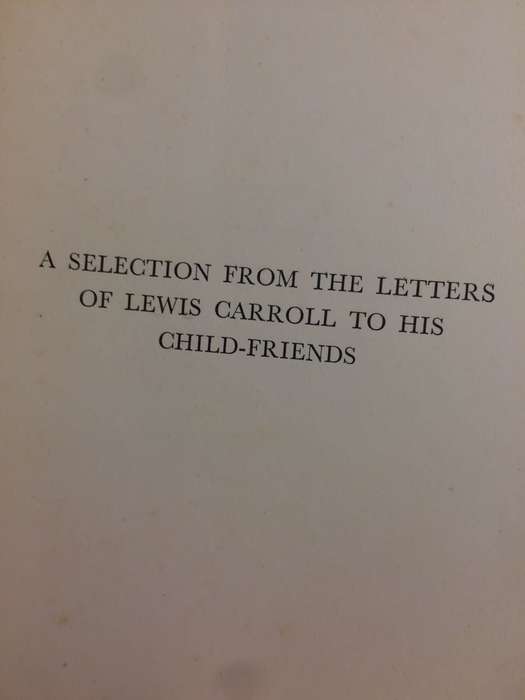 A SELECTION FROM THE LETTERS
OF LEWIS CARROLL TO HIS
CHILD-FRIENDS